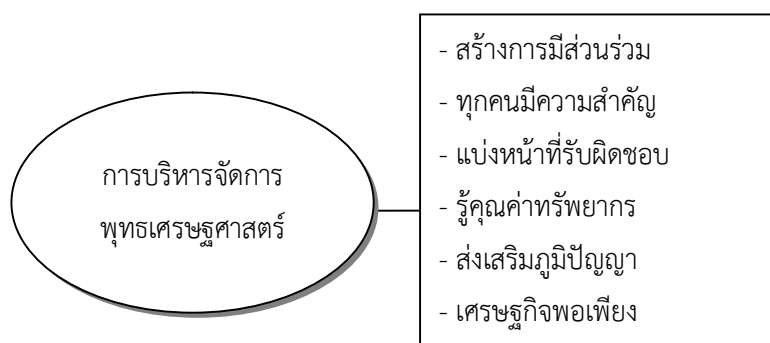 การบริหารจัดการ
พุทธเศรษฐศาสตร์
- สร้างการมีส่วนร่วม
- ทุกคนมีความสำคัญ
- แบ่งหน้าที่รับผิดชอบ
- รู้คุณค่าทรัพยากร
- ส่งเสริมภูมิปัญญา
- เศรษฐกิจพอเพียง